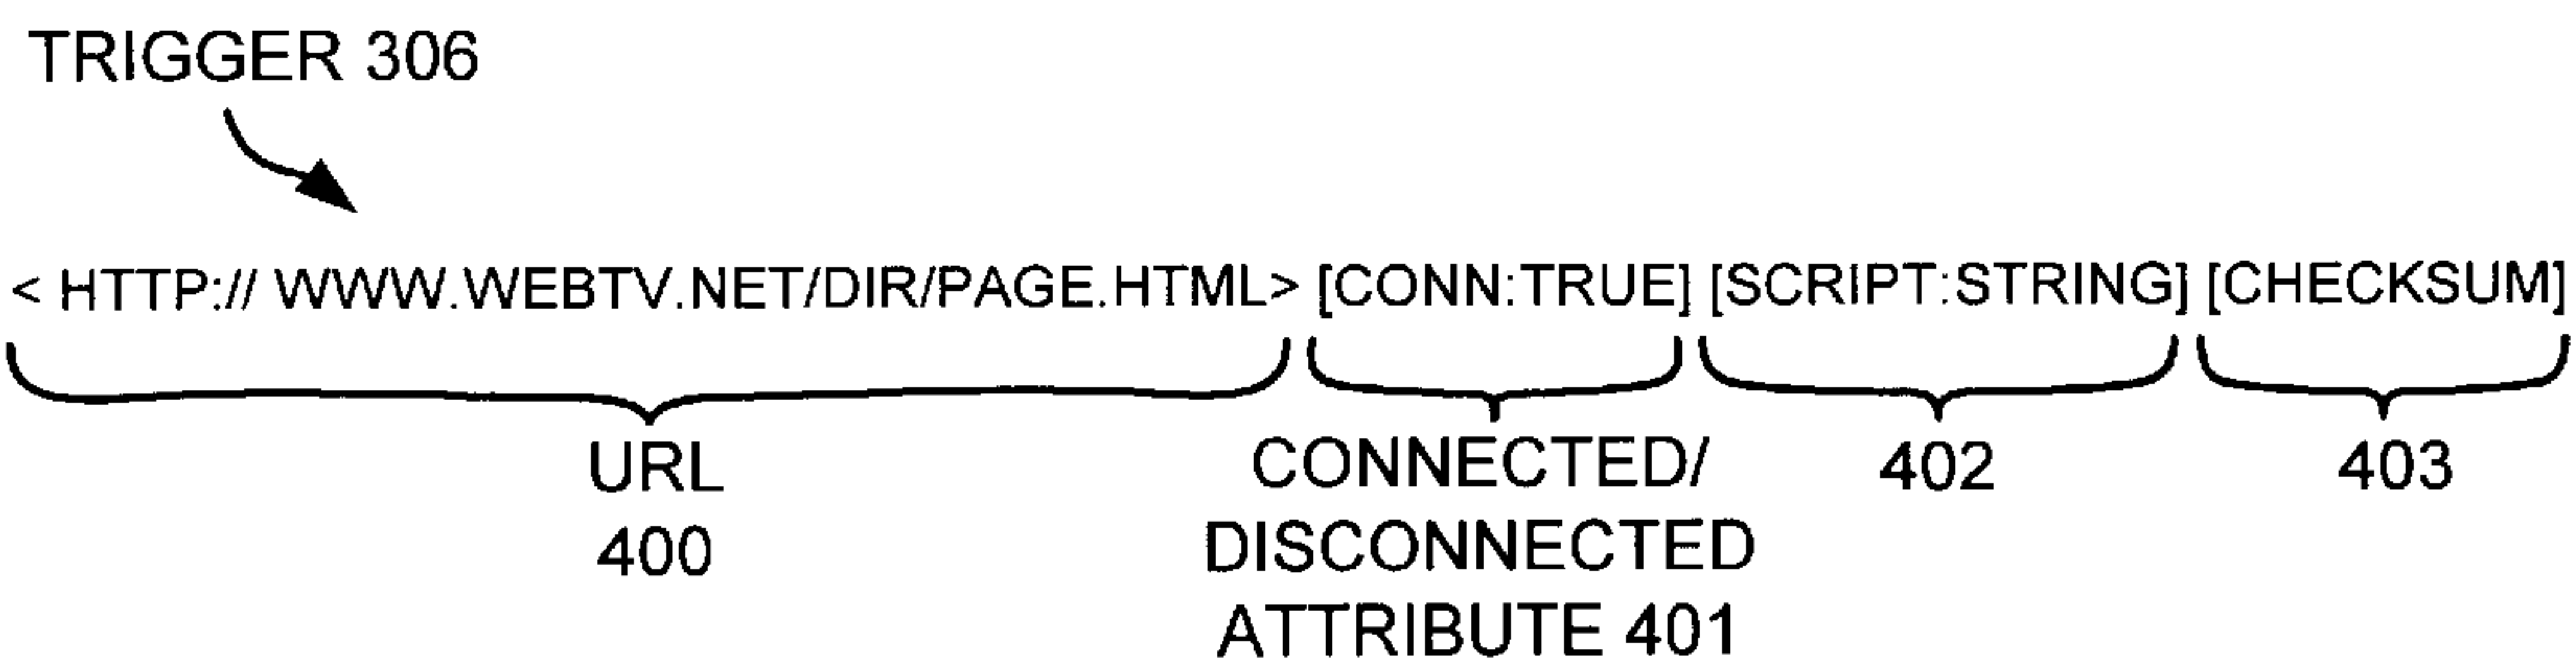 TRIGGER 306
< HTTP:// WWW.WEBTV.NET/DIR/PAGE.HTML> [CONN:TRUE] [SCRIPT:STRING] [CHECKSUM]
URL
400
CONNECTED/
DISCONNECTED
ATTRIBUTE 401
402
403